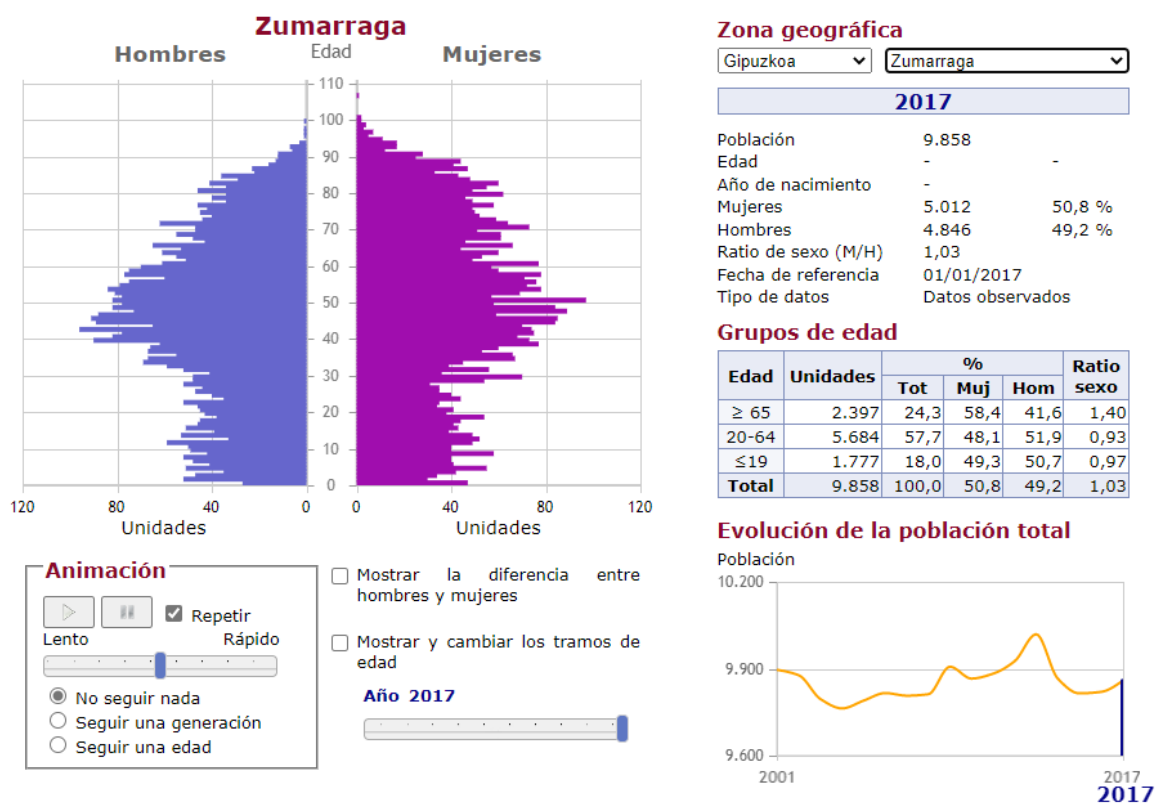 Zumarraga
Hombres Edad Mujeres
110
100
90
80
70
60
50
40
30
20
10
0
120 80 40 0 0 40 80 120
Unidades Unidades
Animación
Repetir
Lento Rápido
No seguir nada
Seguir una generación
Seguir una edad
Mostrar la diferencia entre
hombres y mujeres
Mostrar y cambiar los tramos de
edad
Año 2017
Zona geográfica
Gipuzkoa Zumarraga
2017
Población 9.858
Edad - -
Año de nacimiento -
Mujeres 5.012 50,8 %
Hombres 4.846 49,2 %
Ratio de sexo (M/H) 1,03
Fecha de referencia 01/01/2017
Tipo de datos Datos observados
Grupos de edad
Edad Unidades % Ratio
Tot Muj Hom sexo
≥ 65 2.397 24,3 58,4 41,6 1,40
20-64 5.684 57,7 48,1 51,9 0,93
≤19 1.777 18,0 49,3 50,7 0,97
Total 9.858 100,0 50,8 49,2 1,03
Evolución de la población total
Población
10.200
9.900
9.600
2001 2017
2017